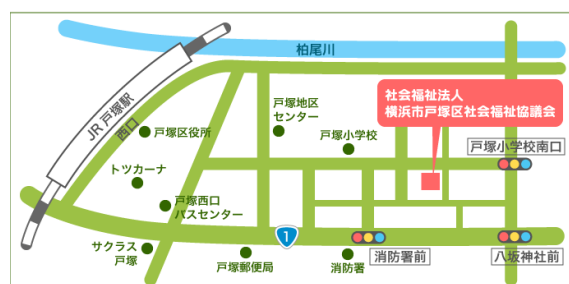 柏尾川
社会福祉法人
横浜市戸塚区社会福祉協議会
JR 戸塚駅
西口
戸塚地区
センター
戸塚区役所
戸塚小学校
戸塚小学校南口
トツカーナ
戸塚西口
バスセンター
1
サクラス
戸塚
戸塚郵便局
消防署
消防署前
八坂神社前